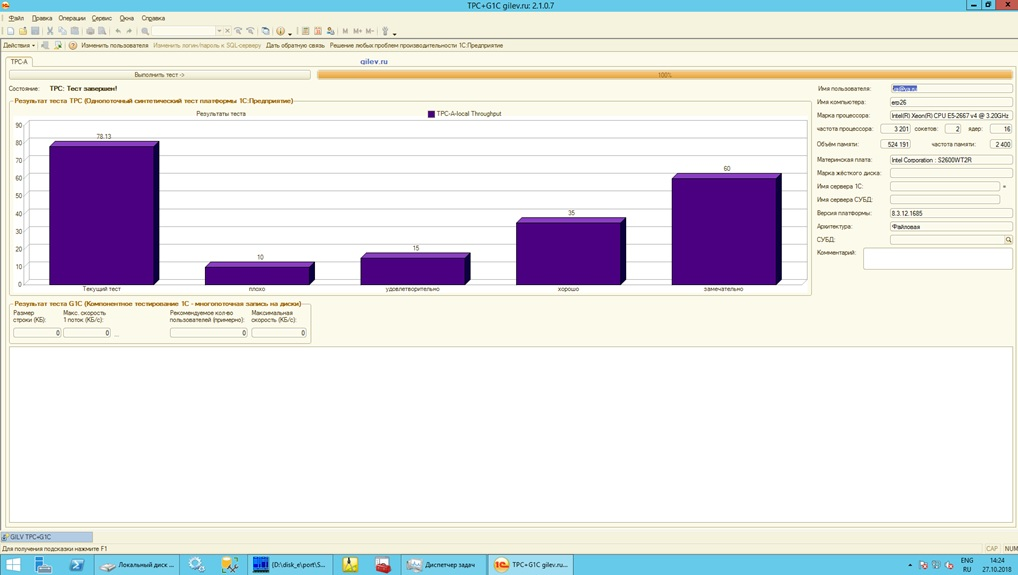 TPC+G1C gilev.ru: 2.1.0.7
Файл Правка Операции Сервис Окна Справка
M M+ M-
Действия Изменить пользователя Изменить логин/пароль к SQL-серверу Дать обратную связь Решение любых проблем производительности 1С:Предприятие
TPC-A gilev.ru
Выполнить тест -> 100%
Состояние: TPC: Тест завершен!
Результат теста TPC (Однопоточный синтетический тест платформы 1С:Предприятие)
Результаты теста TPC-A-local Throughput
90
80
70
60
50
40
30
20
10
0
78.13
10
15
35
60
Текущий тест плохо удовлетворительно хорошо замечательно
Имя пользователя:
Имя компьютера:
Марка процессора: Intel(R) Xeon(R) CPU E5-2667 v4 @ 3.20GHz
частота процессора: 3 201 сокетов: 2 ядер: 16
Объём памяти: 524 191 частота памяти: 2 400
Материнская плата: Intel Corporation : S2600WT2R
Марка жёсткого диска:
Имя сервера 1С:
Имя сервера СУБД:
Версия платформы: 8.3.12.1685
Архитектура: Файловая
СУБД:
Комментарий:
Результат теста G1C (Компонентное тестирование 1С - многопоточная запись на диски)
Размер строки (КБ): Макс. скорость 1 поток (КБ/с): Рекомендуемое кол-во пользователей (примерно): Максимальная скорость (КБ/с):
0 0 ... 0 0
GILV TPC+G1C
Для получения подсказки нажмите F1 CAP NUM
Локальный диск ... {D:\disk_e\port\S... Диспетчер задач TPC+G1C gilev.ru...
ENG 14:24
RU 27.10.2018